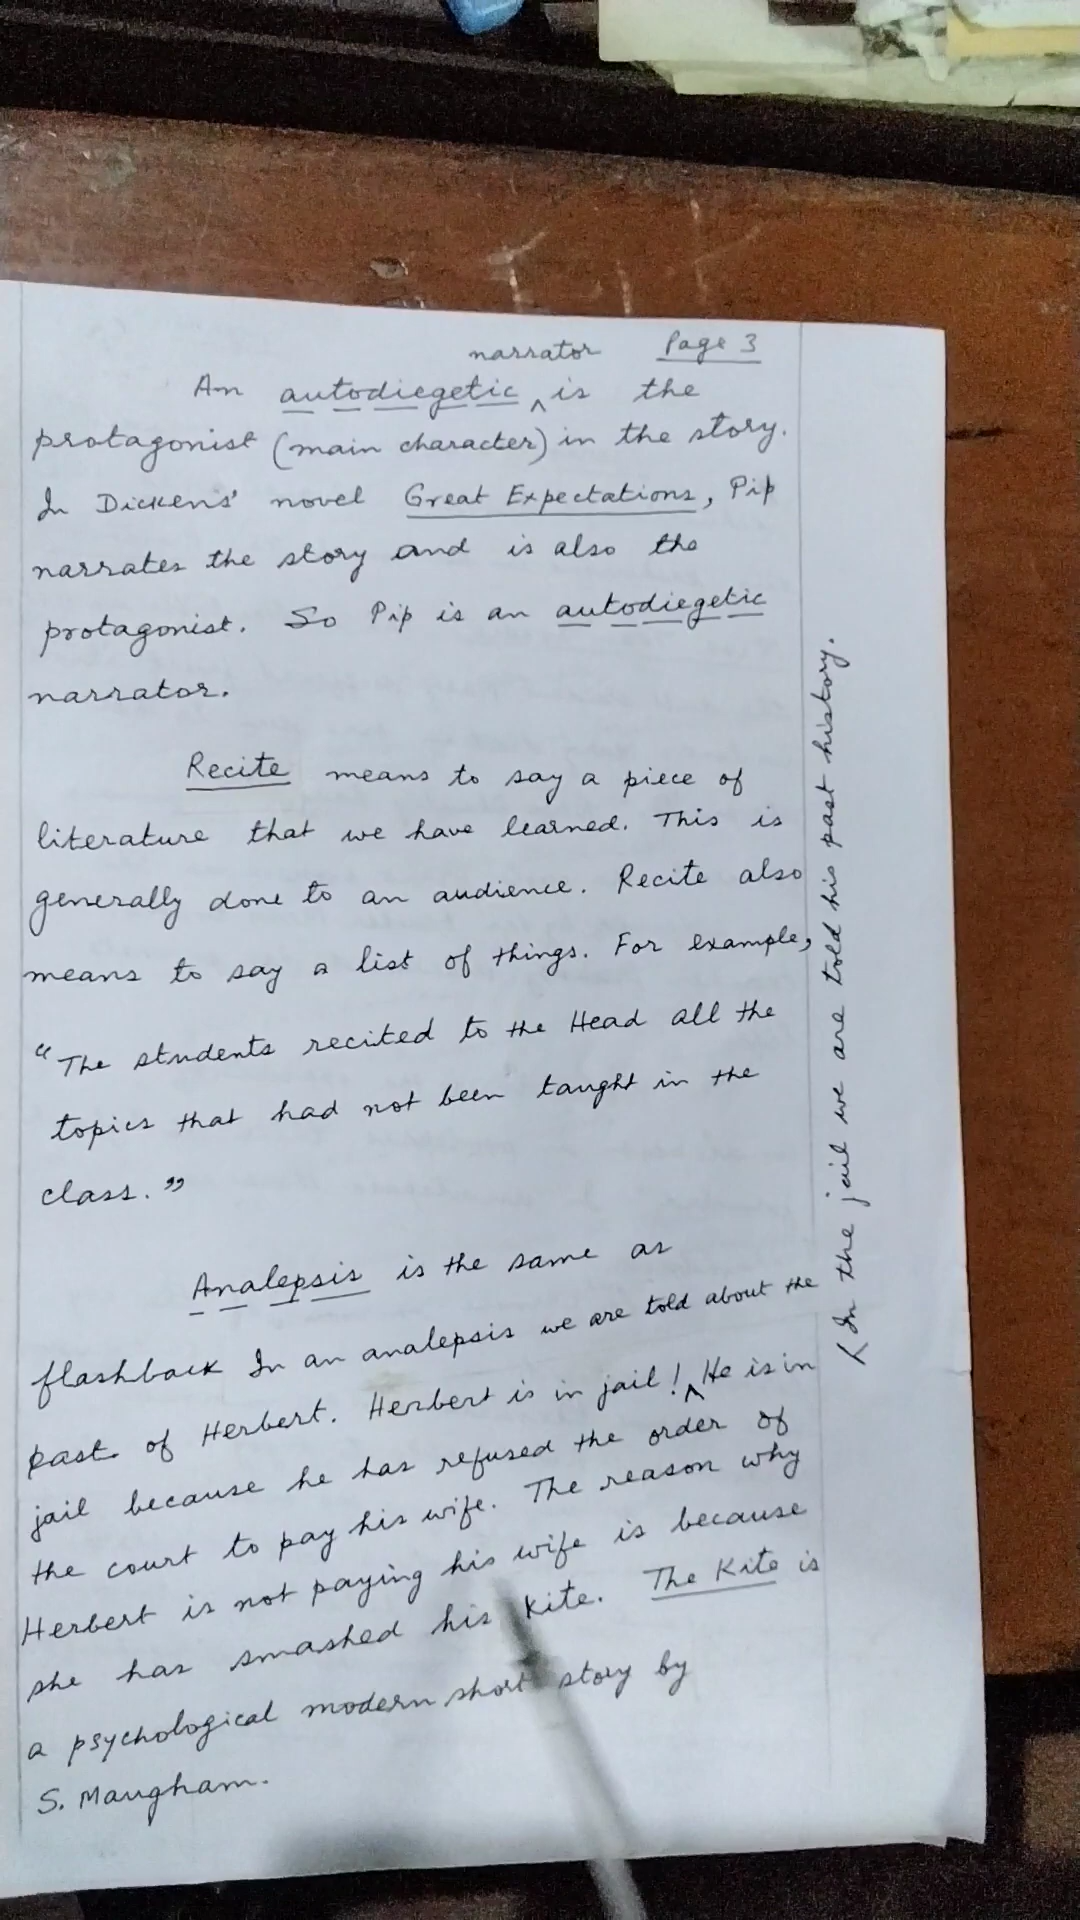 Page 3
narrator
An autodiegetic ^ is the
protagonist (main character) in the story.
In Dickens' novel Great Expectations, Pip
narrates the story and is also the
protagonist. So Pip is an autodiegetic
narrator.
Recite means to say a piece of
literature that we have learned. This is
generally done to an audience. Recite also
means to say a list of things. For example,
"The students recited to the Head all the
topics that had not been taught in the
class."
Analepsis is the same as
flashback In an analepsis we are told about the
past of Herbert. Herbert is in jail! ^ He is in
jail because he has refused the order of
the court to pay his wife. The reason why
Herbert is not paying his wife is because
she has smashed his kite. The Kite is
a psychological modern short story by
S. Maugham.
In the jail we are told his past history.